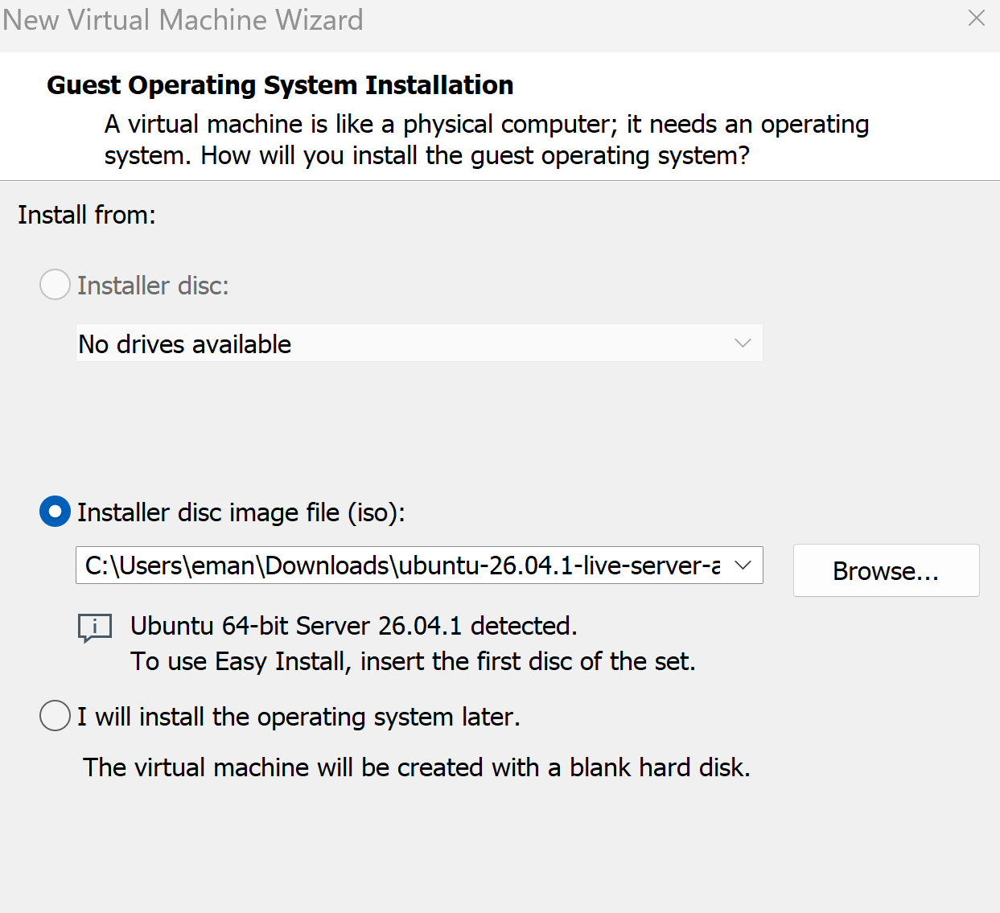 New Virtual Machine Wizard
Guest Operating System Installation
A virtual machine is like a physical computer; it needs an operating
system. How will you install the guest operating system?
Install from:
Installer disc:
No drives available
Installer disc image file (iso):
C:\Users\eman\Downloads\ubuntu-26.04.1-live-server-a
Browse...
Ubuntu 64-bit Server 26.04.1 detected.
To use Easy Install, insert the first disc of the set.
I will install the operating system later.
The virtual machine will be created with a blank hard disk.